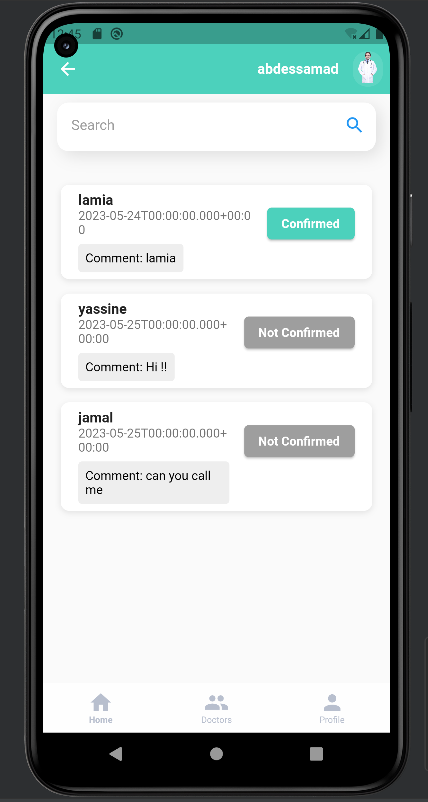 12:45
abdessamad
Search
lamia
2023-05-24T00:00:00.000+00:0
0
Confirmed
Comment: lamia
yassine
2023-05-25T00:00:00.000+
00:00
Not Confirmed
Comment: Hi !!
jamal
2023-05-25T00:00:00.000+
00:00
Not Confirmed
Comment: can you call
me
Home
Doctors
Profile